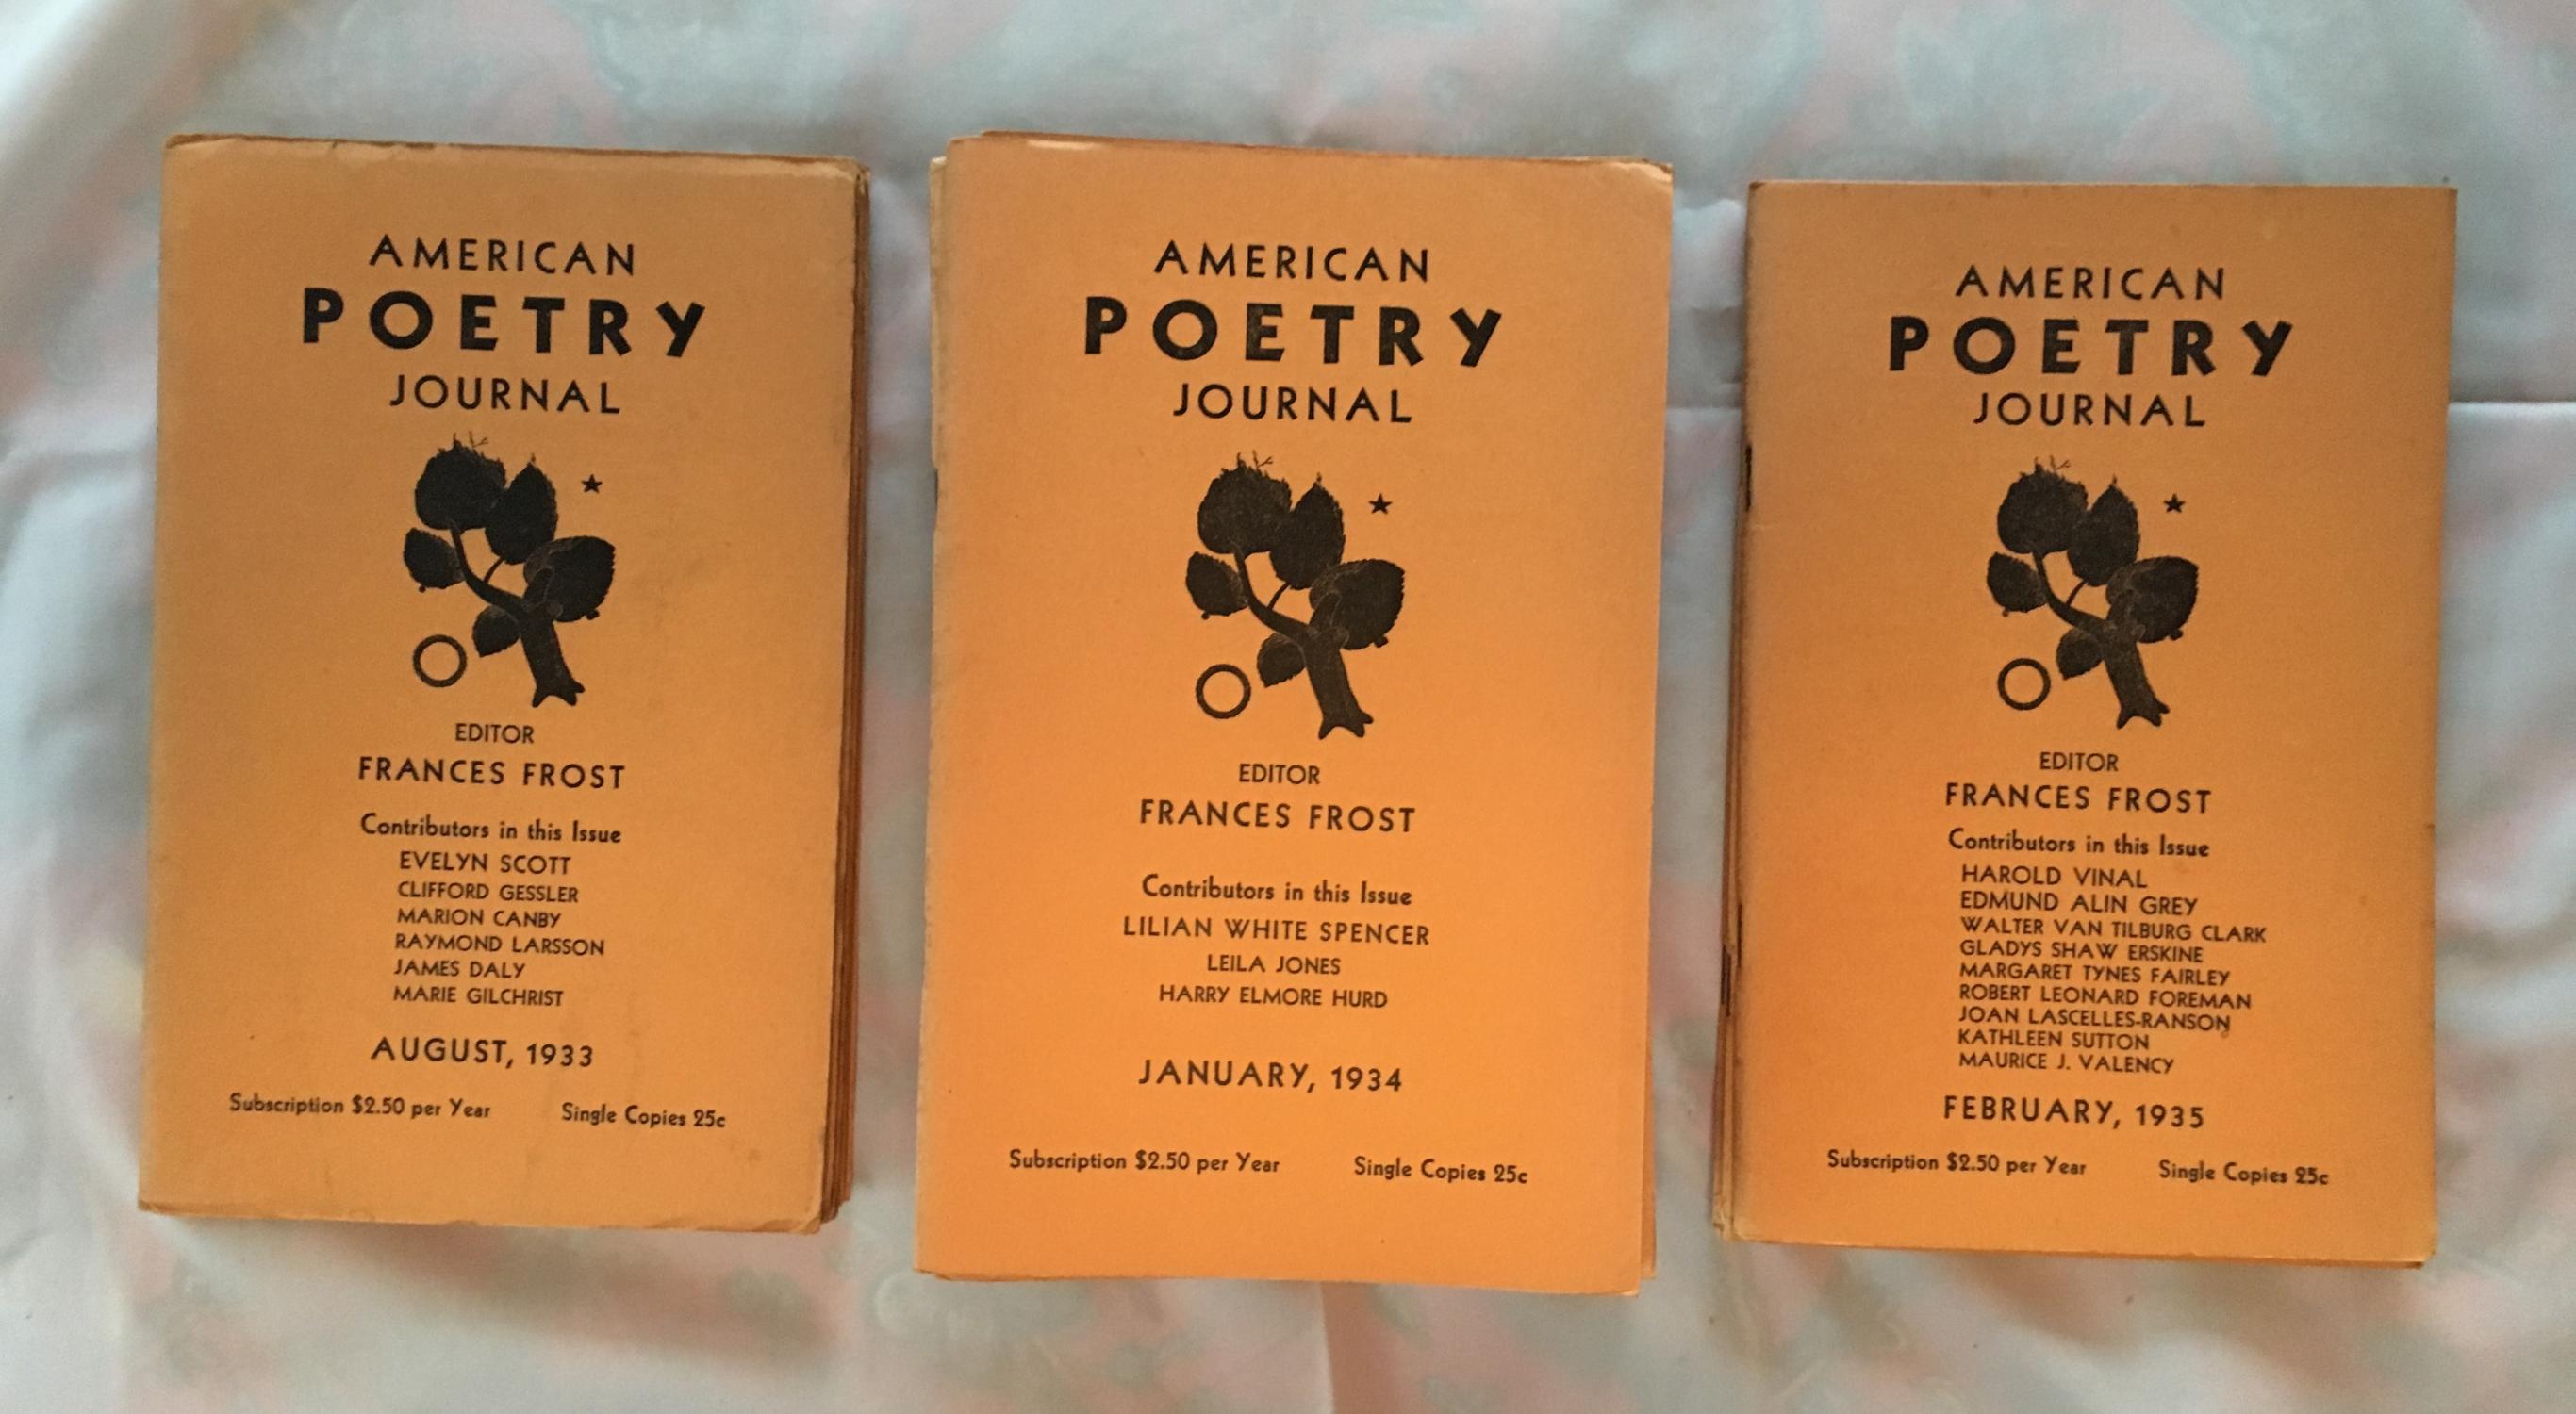 AMERICAN
POETRY
JOURNAL
EDITOR
FRANCES FROST
Contributors in this Issue
EVELYN SCOTT
CLIFFORD GESSLER
MARION CANBY
RAYMOND LARSSON
JAMES DALY
MARIE GILCHRIST
AUGUST, 1933
Subscription $2.50 per Year Single Copies 25c
AMERICAN
POETRY
JOURNAL
EDITOR
FRANCES FROST
Contributors in this Issue
LILIAN WHITE SPENCER
LEILA JONES
HARRY ELMORE HURD
JANUARY, 1934
Subscription $2.50 per Year Single Copies 25c
AMERICAN
POETRY
JOURNAL
EDITOR
FRANCES FROST
Contributors in this Issue
HAROLD VINAL
EDMUND ALIN GREY
WALTER VAN TILBURG CLARK
GLADYS SHAW ERSKINE
MARGARET TYNES FAIRLEY
ROBERT LEONARD FOREMAN
JOAN LASCELLES-RANSON
KATHLEEN SUTTON
MAURICE J. VALENCY
FEBRUARY, 1935
Subscription $2.50 per Year Single Copies 25c